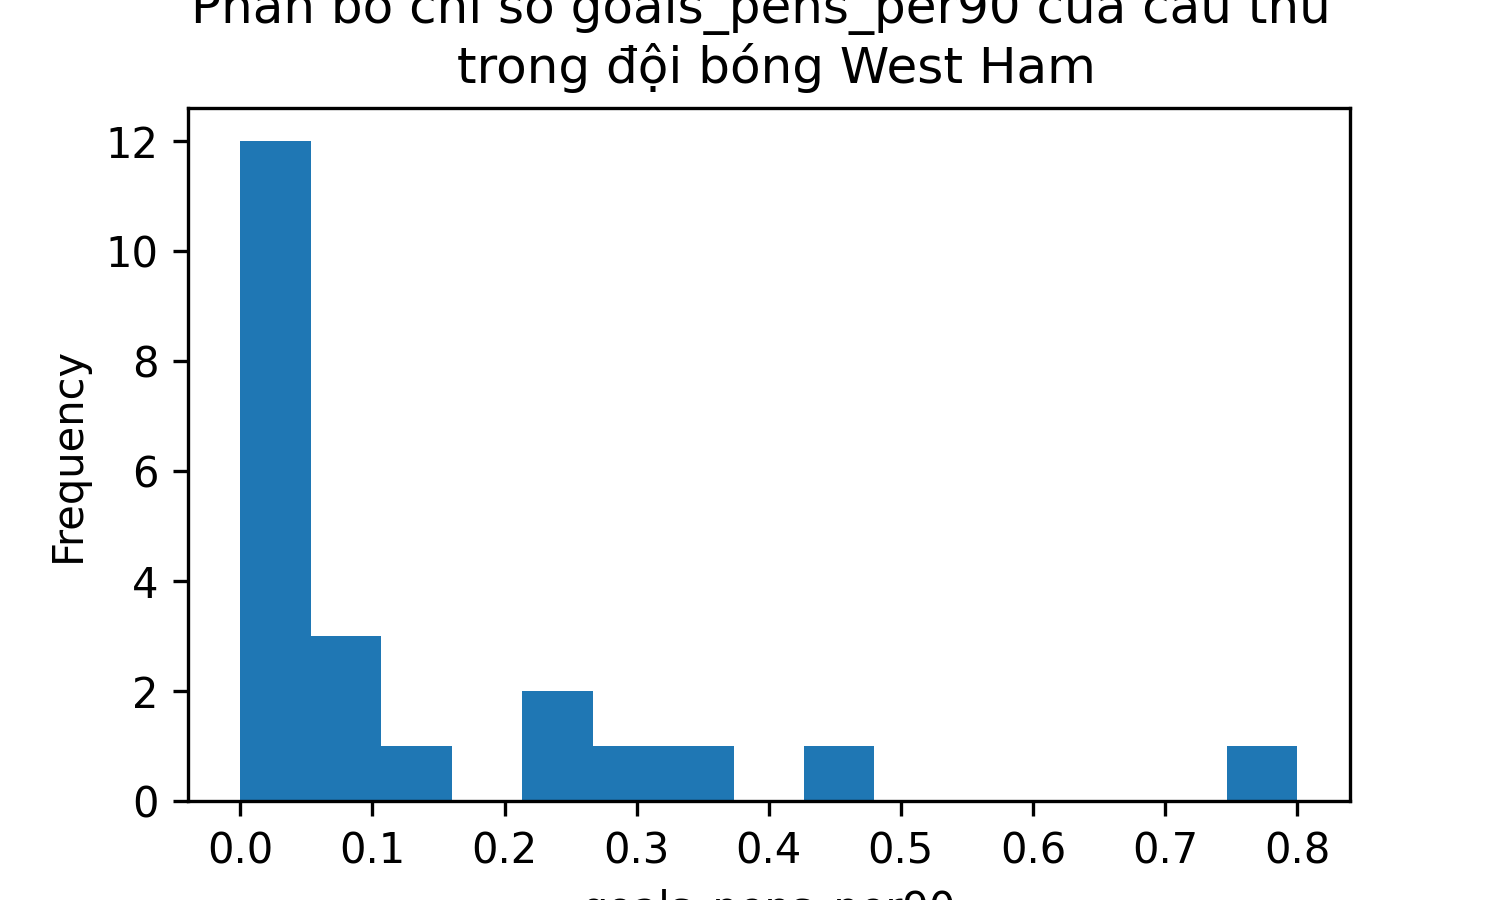 Phân bố chỉ số goals_pens_per90 của cầu thủ
trong đội bóng West Ham
Frequency
12
10
8
6
4
2
0
0.0 0.1 0.2 0.3 0.4 0.5 0.6 0.7 0.8
goals_pens_per90